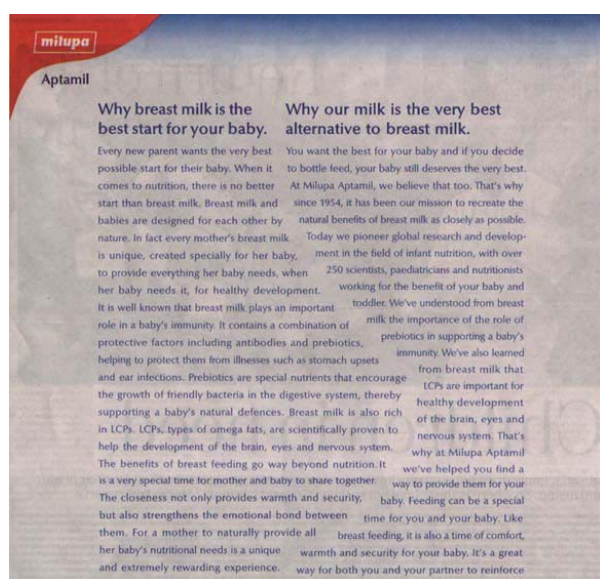 milupa
Aptamil
Why breast milk is the
best start for your baby.
Every new parent wants the very best
possible start for their baby. When it
comes to nutrition, there is no better
start than breast milk. Breast milk and
babies are designed for each other by
nature. In fact every mother's breast milk
is unique, created specially for her baby,
to provide everything her baby needs, when
her baby needs it, for healthy development.
It is well known that breast milk plays an important
role in a baby's immunity. It contains a combination of
protective factors including antibodies and prebiotics,
helping to protect them from illnesses such as stomach upsets
and ear infections. Prebiotics are special nutrients that encourage
the growth of friendly bacteria in the digestive system, thereby
supporting a baby's natural defences. Breast milk is also rich
in LCPs. LCPs, types of omega fats, are scientifically proven to
help the development of the brain, eyes and nervous system.
The benefits of breast feeding go way beyond nutrition. It
is a very special time for mother and baby to share together.
The closeness not only provides warmth and security,
but also strengthens the emotional bond between
them. For a mother to naturally provide all
her baby's nutritional needs is a unique
and extremely rewarding experience.
Why our milk is the very best
alternative to breast milk.
You want the best for your baby and if you decide
to bottle feed, your baby still deserves the very best.
At Milupa Aptamil, we believe that too. That's why
since 1954, it has been our mission to recreate the
natural benefits of breast milk as closely as possible.
Today we pioneer global research and develop-
ment in the field of infant nutrition, with over
250 scientists, paediatricians and nutritionists
working for the benefit of your baby and
toddler. We've understood from breast
milk the importance of the role of
prebiotics in supporting a baby's
immunity. We've also learned
from breast milk that
LCPs are important for
healthy development
of the brain, eyes and
nervous system. That's
why at Milupa Aptamil
we've helped you find a
way to provide them for your
baby. Feeding can be a special
time for you and your baby. Like
breast feeding, it is also a time of comfort,
warmth and security for your baby. It's a great
way for both you and your partner to reinforce